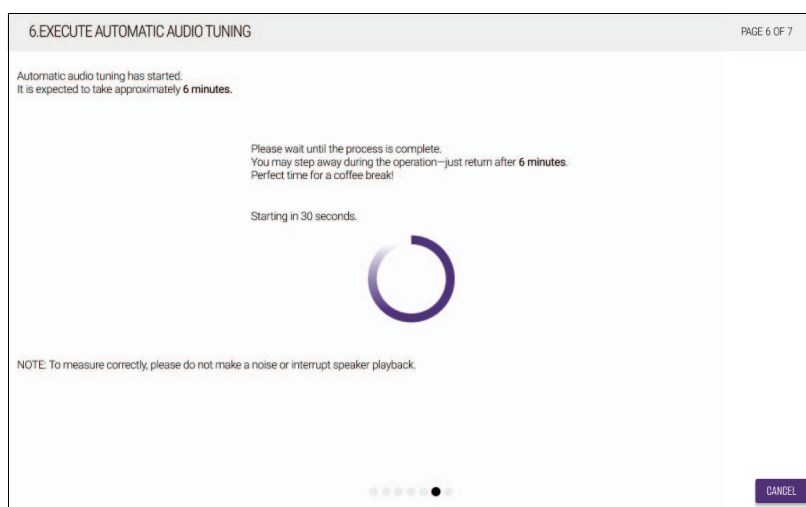 6.EXECUTE AUTOMATIC AUDIO TUNING
PAGE 6 OF 7
Automatic audio tuning has started.
It is expected to take approximately 6 minutes.
Please wait until the process is complete.
You may step away during the operation—just return after 6 minutes.
Perfect time for a coffee break!
Starting in 30 seconds.
NOTE: To measure correctly, please do not make a noise or interrupt speaker playback.
CANCEL